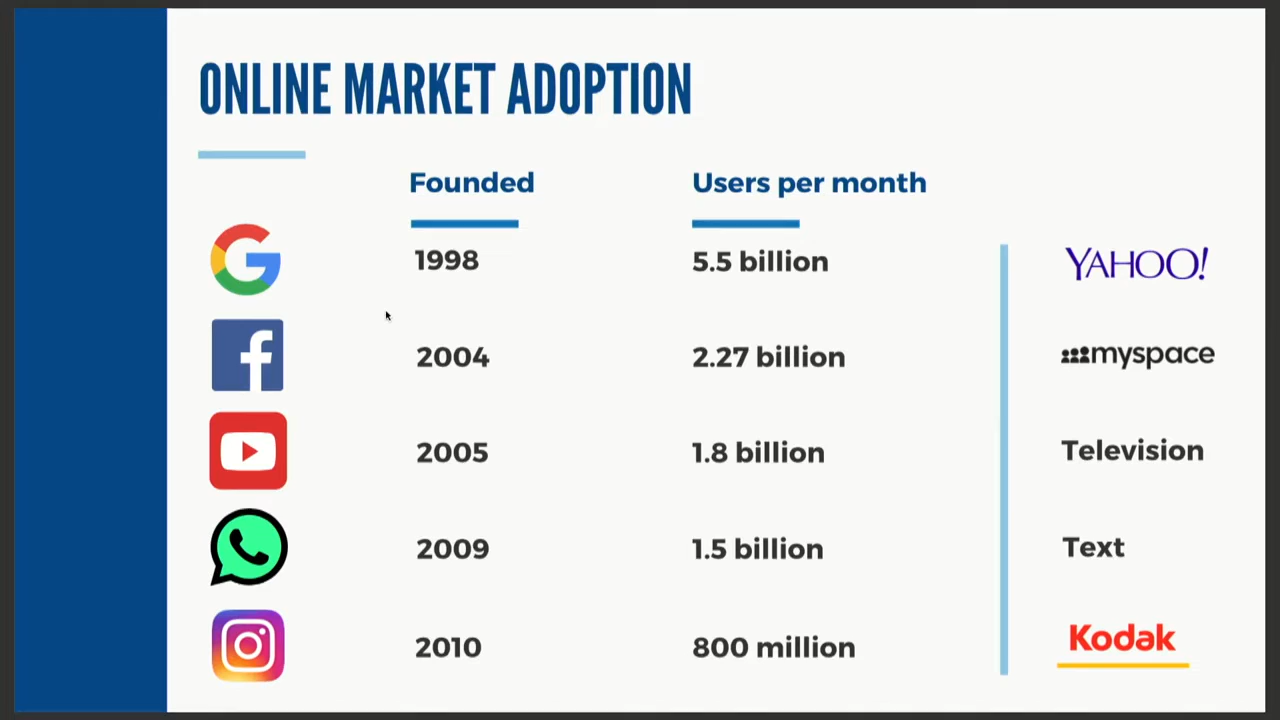 ONLINE MARKET ADOPTION
Founded Users per month
G 1998 5.5 billion YAHOO!
f 2004 2.27 billion myspace
2005 1.8 billion Television
2009 1.5 billion Text
2010 800 million Kodak